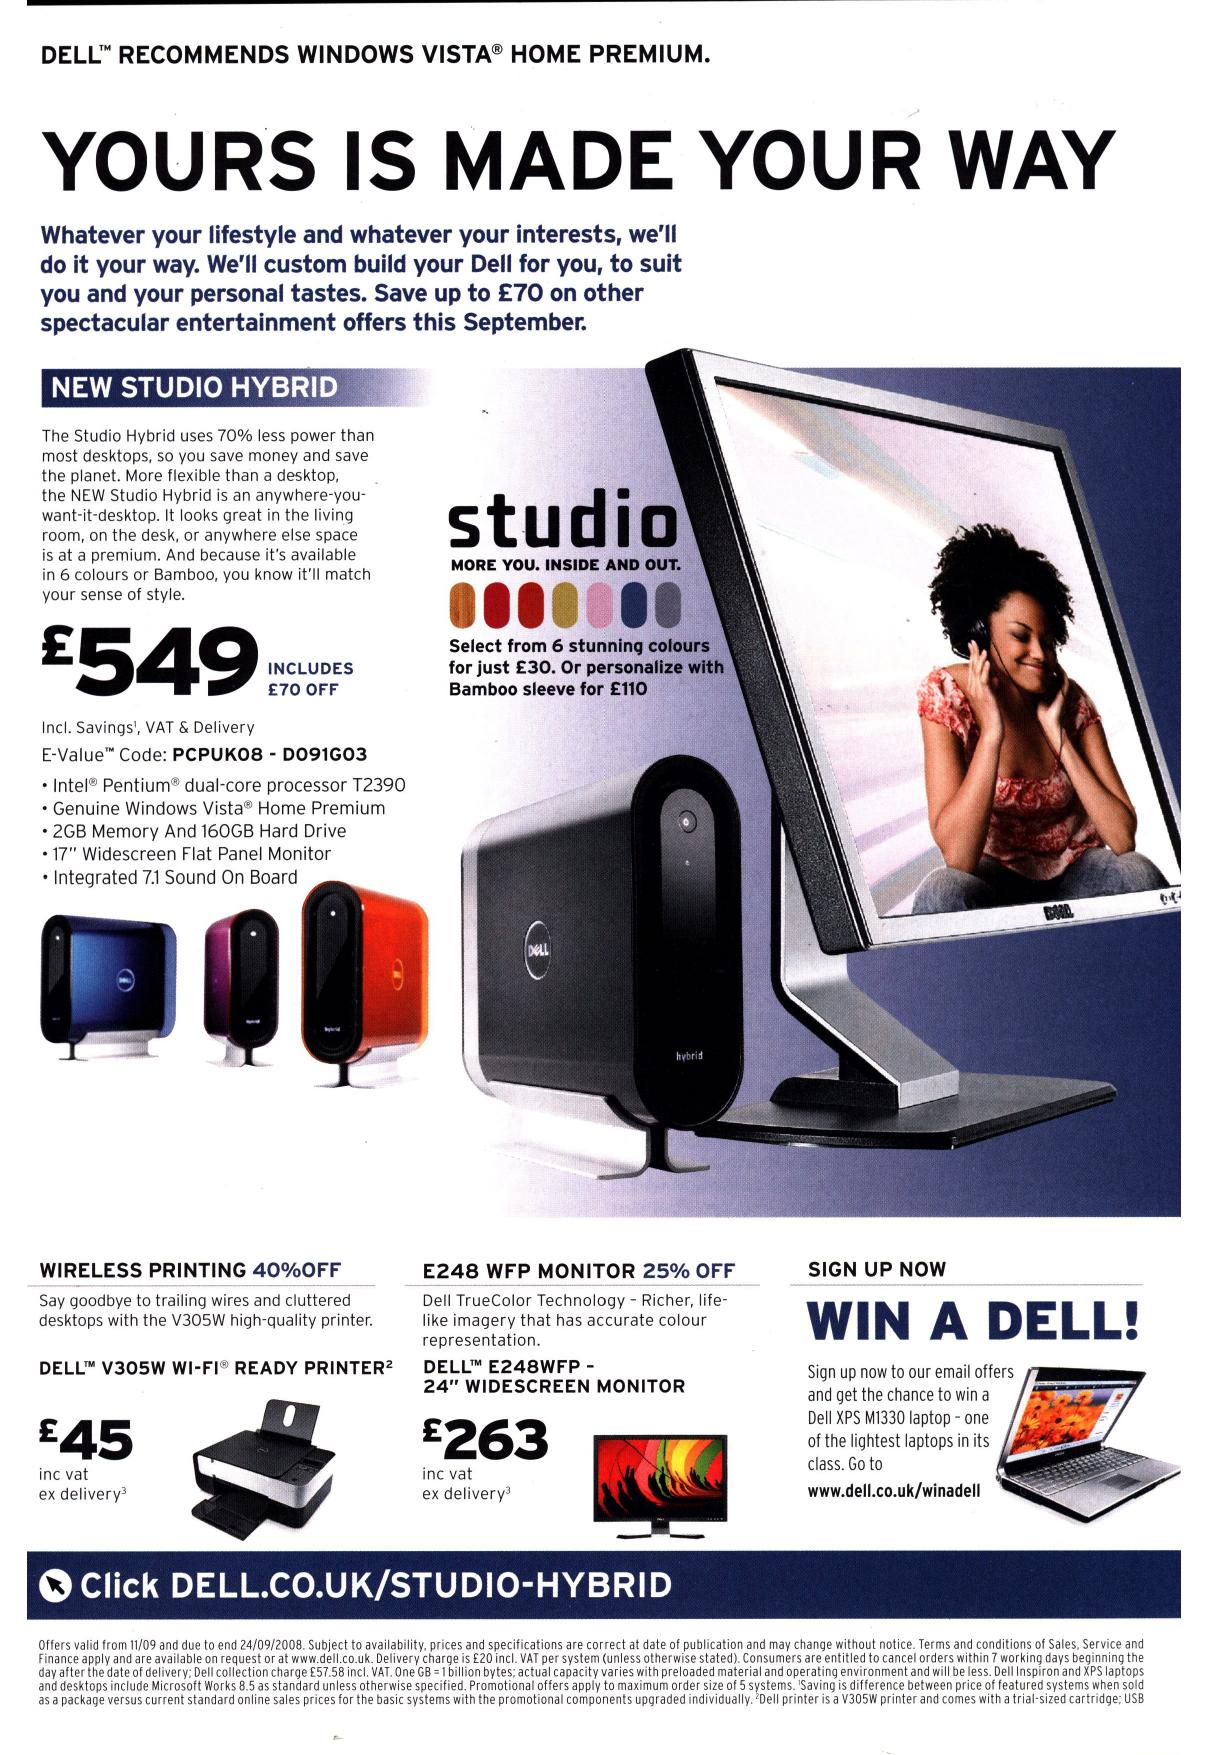 DELL™ RECOMMENDS WINDOWS VISTA® HOME PREMIUM.
YOURS IS MADE YOUR WAY
Whatever your lifestyle and whatever your interests, we'll
do it your way. We'll custom build your Dell for you, to suit
you and your personal tastes. Save up to £70 on other
spectacular entertainment offers this September.
NEW STUDIO HYBRID
The Studio Hybrid uses 70% less power than
most desktops, so you save money and save
the planet. More flexible than a desktop,
the NEW Studio Hybrid is an anywhere-you-
want-it-desktop. It looks great in the living
room, on the desk, or anywhere else space
is at a premium. And because it's available
in 6 colours or Bamboo, you know it'll match
your sense of style.
£549 INCLUDES
£70 OFF
Incl. Savings¹, VAT & Delivery
E-Value™ Code: PCPUK08 - D091G03
• Intel® Pentium® dual-core processor T2390
• Genuine Windows Vista® Home Premium
• 2GB Memory And 160GB Hard Drive
• 17" Widescreen Flat Panel Monitor
• Integrated 7.1 Sound On Board
studio
MORE YOU. INSIDE AND OUT.
Select from 6 stunning colours
for just £30. Or personalize with
Bamboo sleeve for £110
DELL
DELL
hybrid
DELL
hybrid
hybrid
DELL
WIRELESS PRINTING 40%OFF
Say goodbye to trailing wires and cluttered
desktops with the V305W high-quality printer.
DELL™ V305W WI-FI® READY PRINTER²
£45
inc vat
ex delivery³
E248 WFP MONITOR 25% OFF
Dell TrueColor Technology – Richer, life-
like imagery that has accurate colour
representation.
DELL™ E248WFP –
24" WIDESCREEN MONITOR
£263
inc vat
ex delivery³
SIGN UP NOW
WIN A DELL!
Sign up now to our email offers
and get the chance to win a
Dell XPS M1330 laptop – one
of the lightest laptops in its
class. Go to
www.dell.co.uk/winadell
Click DELL.CO.UK/STUDIO-HYBRID
Offers valid from 11/09 and due to end 24/09/2008. Subject to availability, prices and specifications are correct at date of publication and may change without notice. Terms and conditions of Sales, Service and
Finance apply and are available on request or at www.dell.co.uk. Delivery charge is £20 incl. VAT per system (unless otherwise stated). Consumers are entitled to cancel orders within 7 working days beginning the
day after the date of delivery; Dell collection charge £57.58 incl. VAT. One GB = 1 billion bytes; actual capacity varies with preloaded material and operating environment and will be less. Dell Inspiron and XPS laptops
and desktops include Microsoft Works 8.5 as standard unless otherwise specified. Promotional offers apply to maximum order size of 5 systems. ¹Saving is difference between price of featured systems when sold
as a package versus current standard online sales prices for the basic systems with the promotional components upgraded individually. ²Dell printer is a V305W printer and comes with a trial-sized cartridge; USB